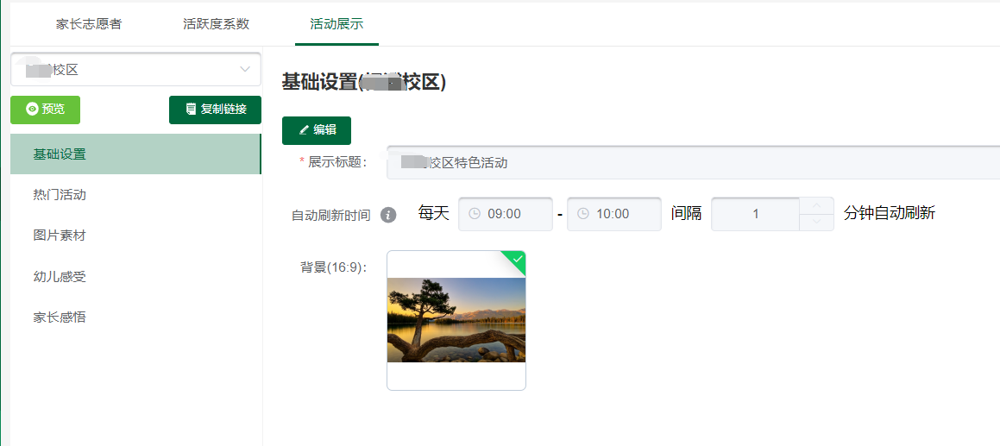 家长志愿者 活跃度系数 活动展示
校区
预览 复制链接
基础设置
热门活动
图片素材
幼儿感受
家长感悟
基础设置(校区)
编辑
* 展示标题： 校区特色活动
自动刷新时间 每天 09:00 - 10:00 间隔 1 分钟自动刷新
背景(16:9)：